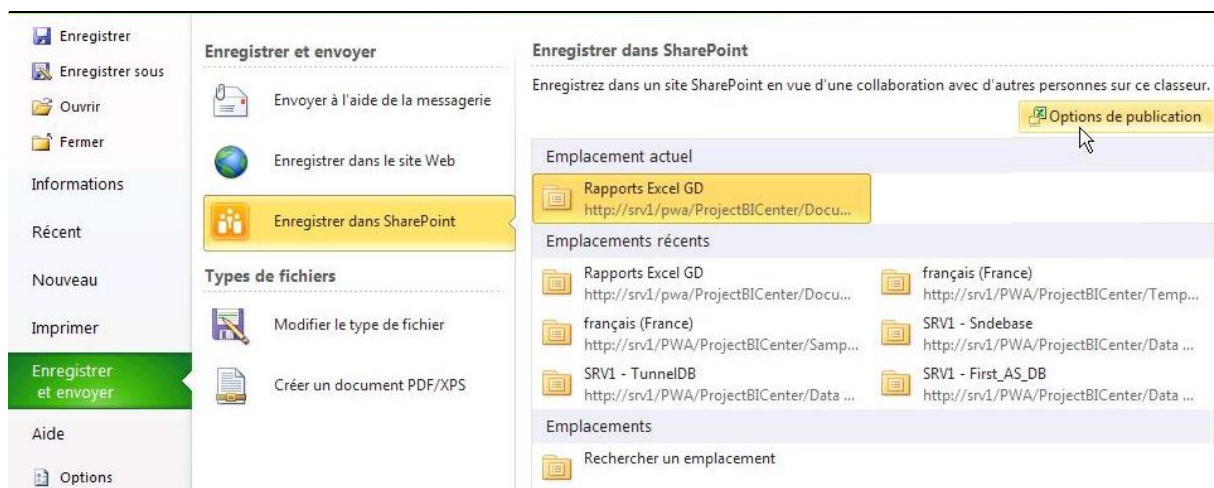 Enregistrer
Enregistrer sous
Ouvrir
Fermer
Informations
Récent
Nouveau
Imprimer
Enregistrer
et envoyer
Aide
Options
Enregistrer et envoyer
Envoyer à l'aide de la messagerie
Enregistrer dans le site Web
Enregistrer dans SharePoint
Types de fichiers
Modifier le type de fichier
Créer un document PDF/XPS
Enregistrer dans SharePoint
Enregistrez dans un site SharePoint en vue d'une collaboration avec d'autres personnes sur ce classeur.
Options de publication
Emplacement actuel
Rapports Excel GD
http://srv1/pwa/ProjectBICenter/Docu...
Emplacements récents
Rapports Excel GD
http://srv1/pwa/ProjectBICenter/Docu...
français (France)
http://srv1/PWA/ProjectBICenter/Temp...
français (France)
http://srv1/PWA/ProjectBICenter/Samp...
SRV1 - Sndebase
http://srv1/PWA/ProjectBICenter/Data ...
SRV1 - TunnelDB
http://srv1/PWA/ProjectBICenter/Data ...
SRV1 - First_AS_DB
http://srv1/PWA/ProjectBICenter/Data ...
Emplacements
Rechercher un emplacement